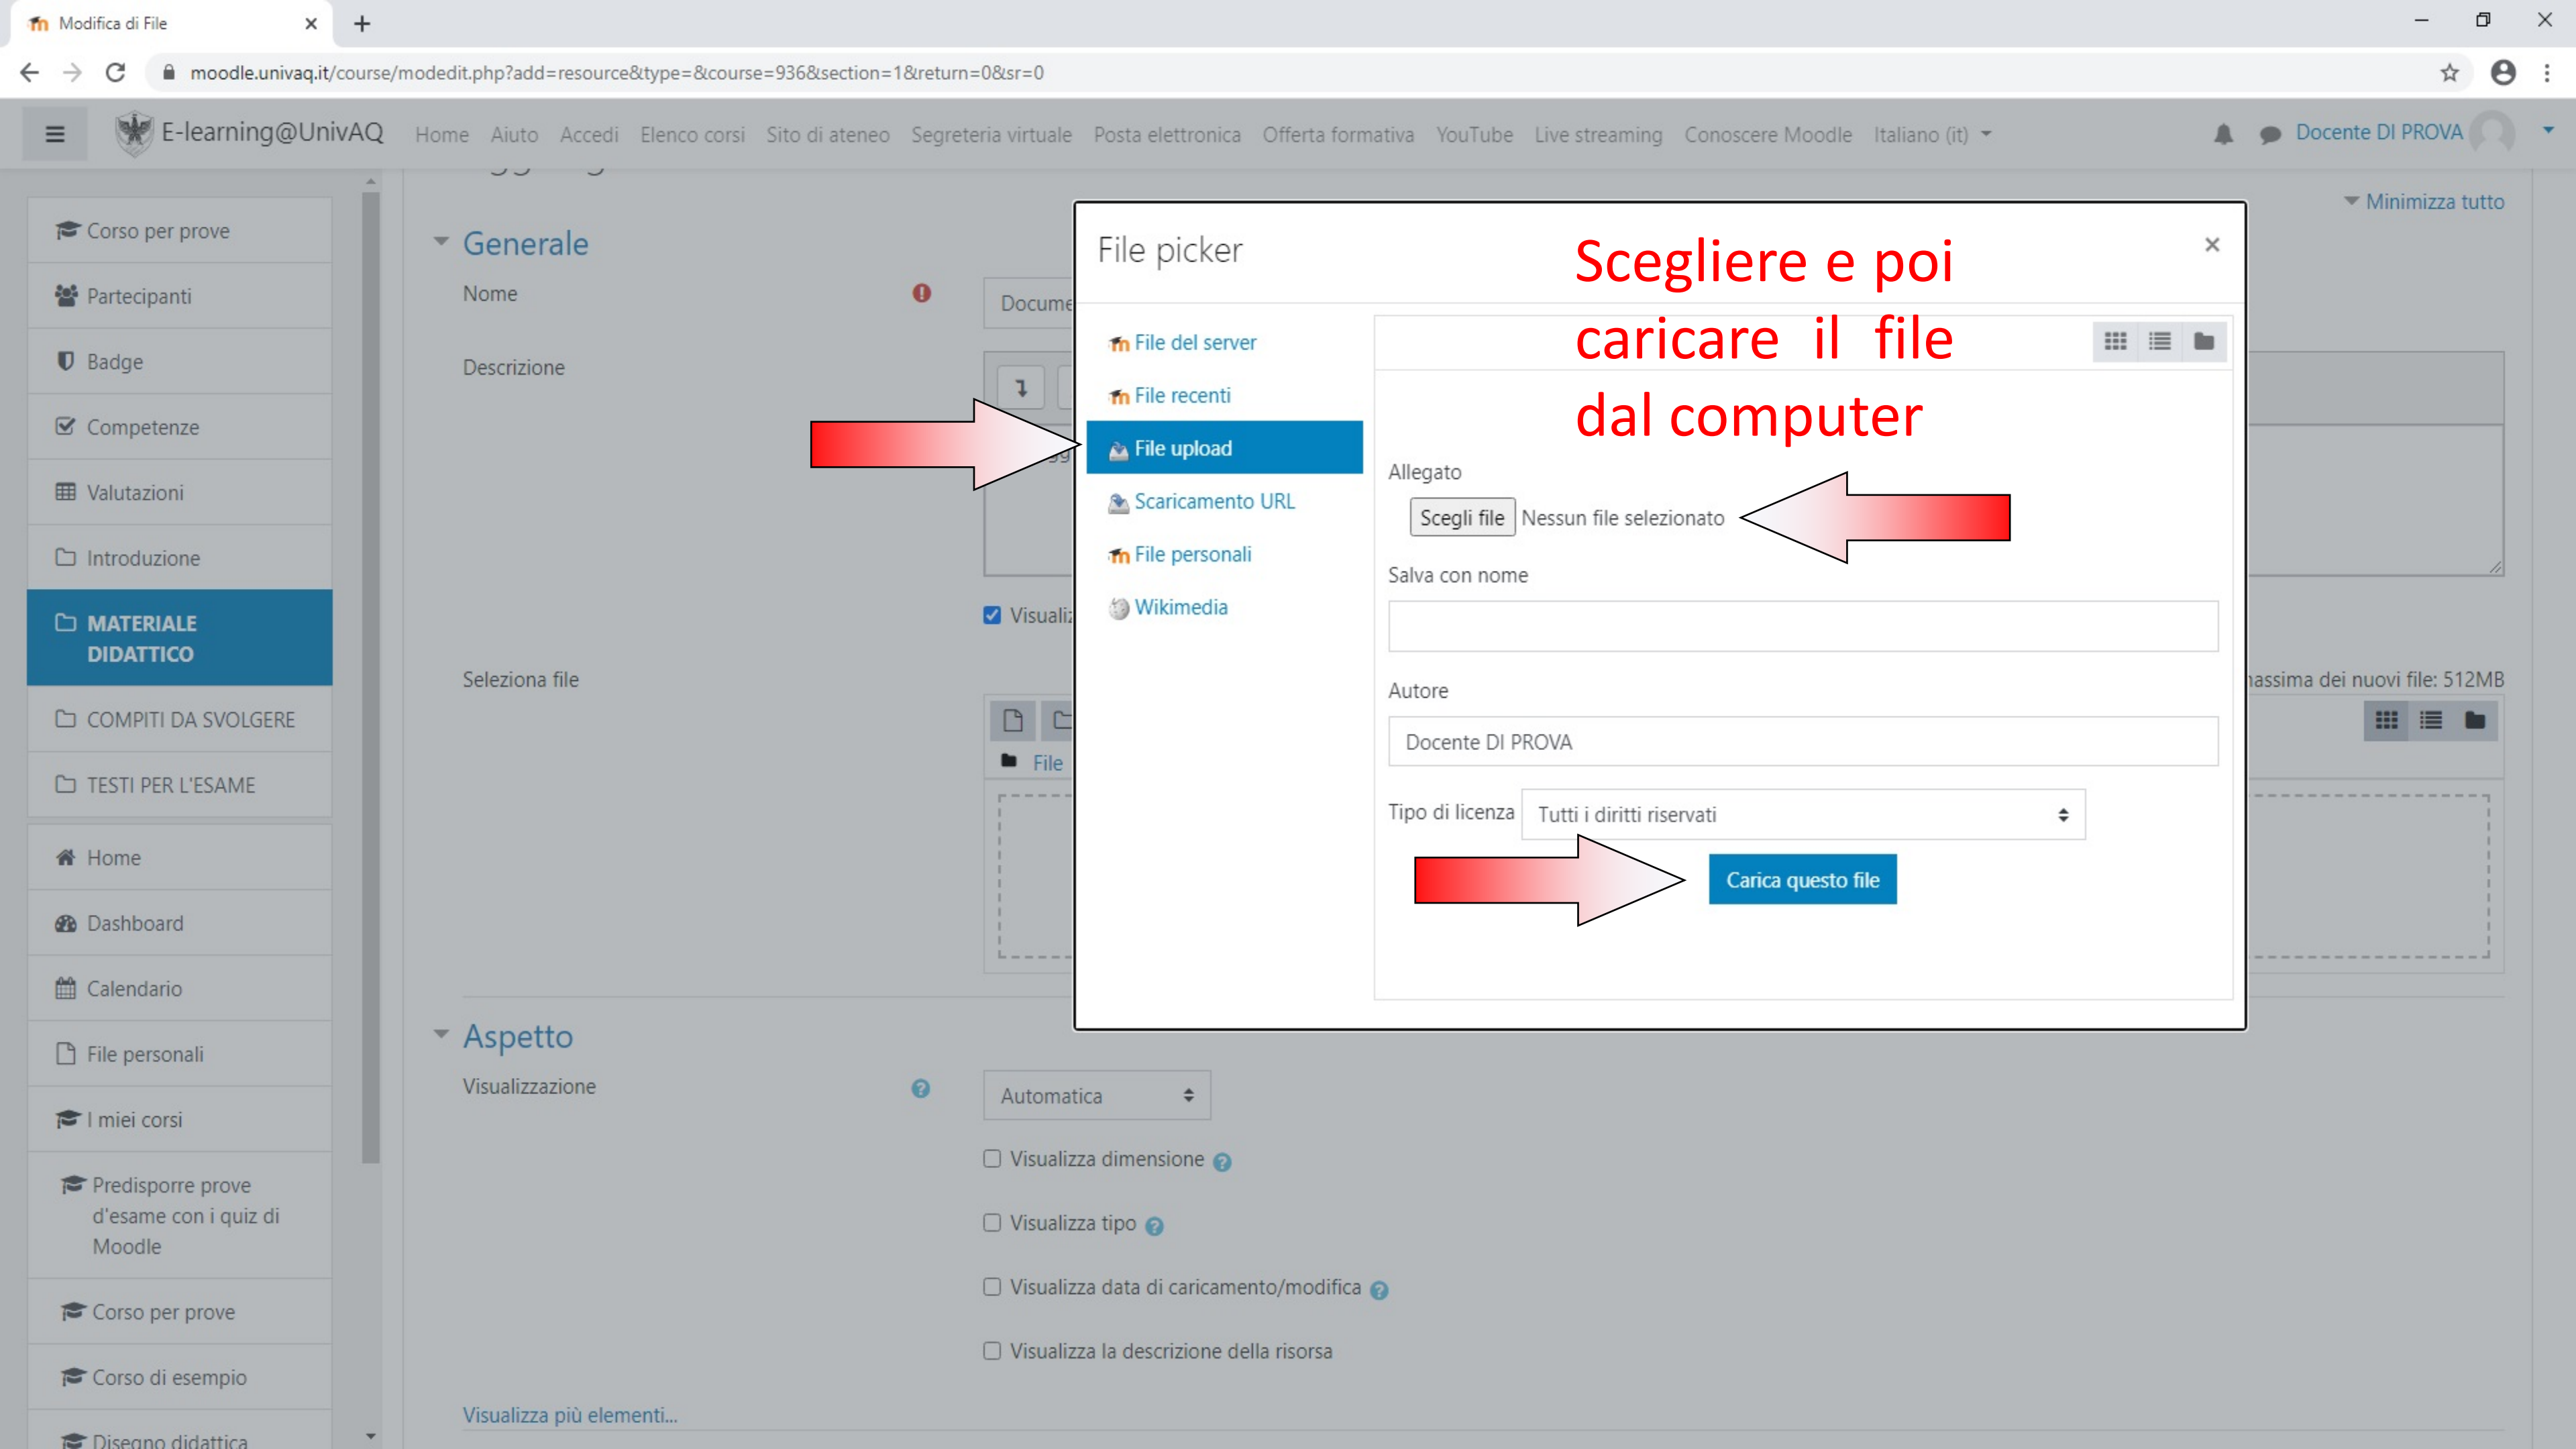 Modifica di File
moodle.univaq.it/course/modedit.php?add=resource&type=&course=936&section=1&return=0&sr=0
E-learning@UnivAQ Home Aiuto Accedi Elenco corsi Sito di ateneo Segreteria virtuale Posta elettronica Offerta formativa YouTube Live streaming Conoscere Moodle Italiano (it) Docente DI PROVA
Corso per prove
Partecipanti
Badge
Competenze
Valutazioni
Introduzione
MATERIALE
DIDATTICO
COMPITI DA SVOLGERE
TESTI PER L'ESAME
Home
Dashboard
Calendario
File personali
I miei corsi
Predisporre prove
d'esame con i quiz di
Moodle
Corso per prove
Corso di esempio
Disegno didattica
Minimizza tutto
Generale
Nome
Docume
Descrizione
Visualiz
Seleziona file
assima dei nuovi file: 512MB
File
File picker
Scegliere e poi
caricare il file
dal computer
File del server
File recenti
File upload
Scaricamento URL
File personali
Wikimedia
Allegato
Scegli file Nessun file selezionato
Salva con nome
Autore
Docente DI PROVA
Tipo di licenza Tutti i diritti riservati
Carica questo file
Aspetto
Visualizzazione
Automatica
Visualizza dimensione
Visualizza tipo
Visualizza data di caricamento/modifica
Visualizza la descrizione della risorsa
Visualizza più elementi...